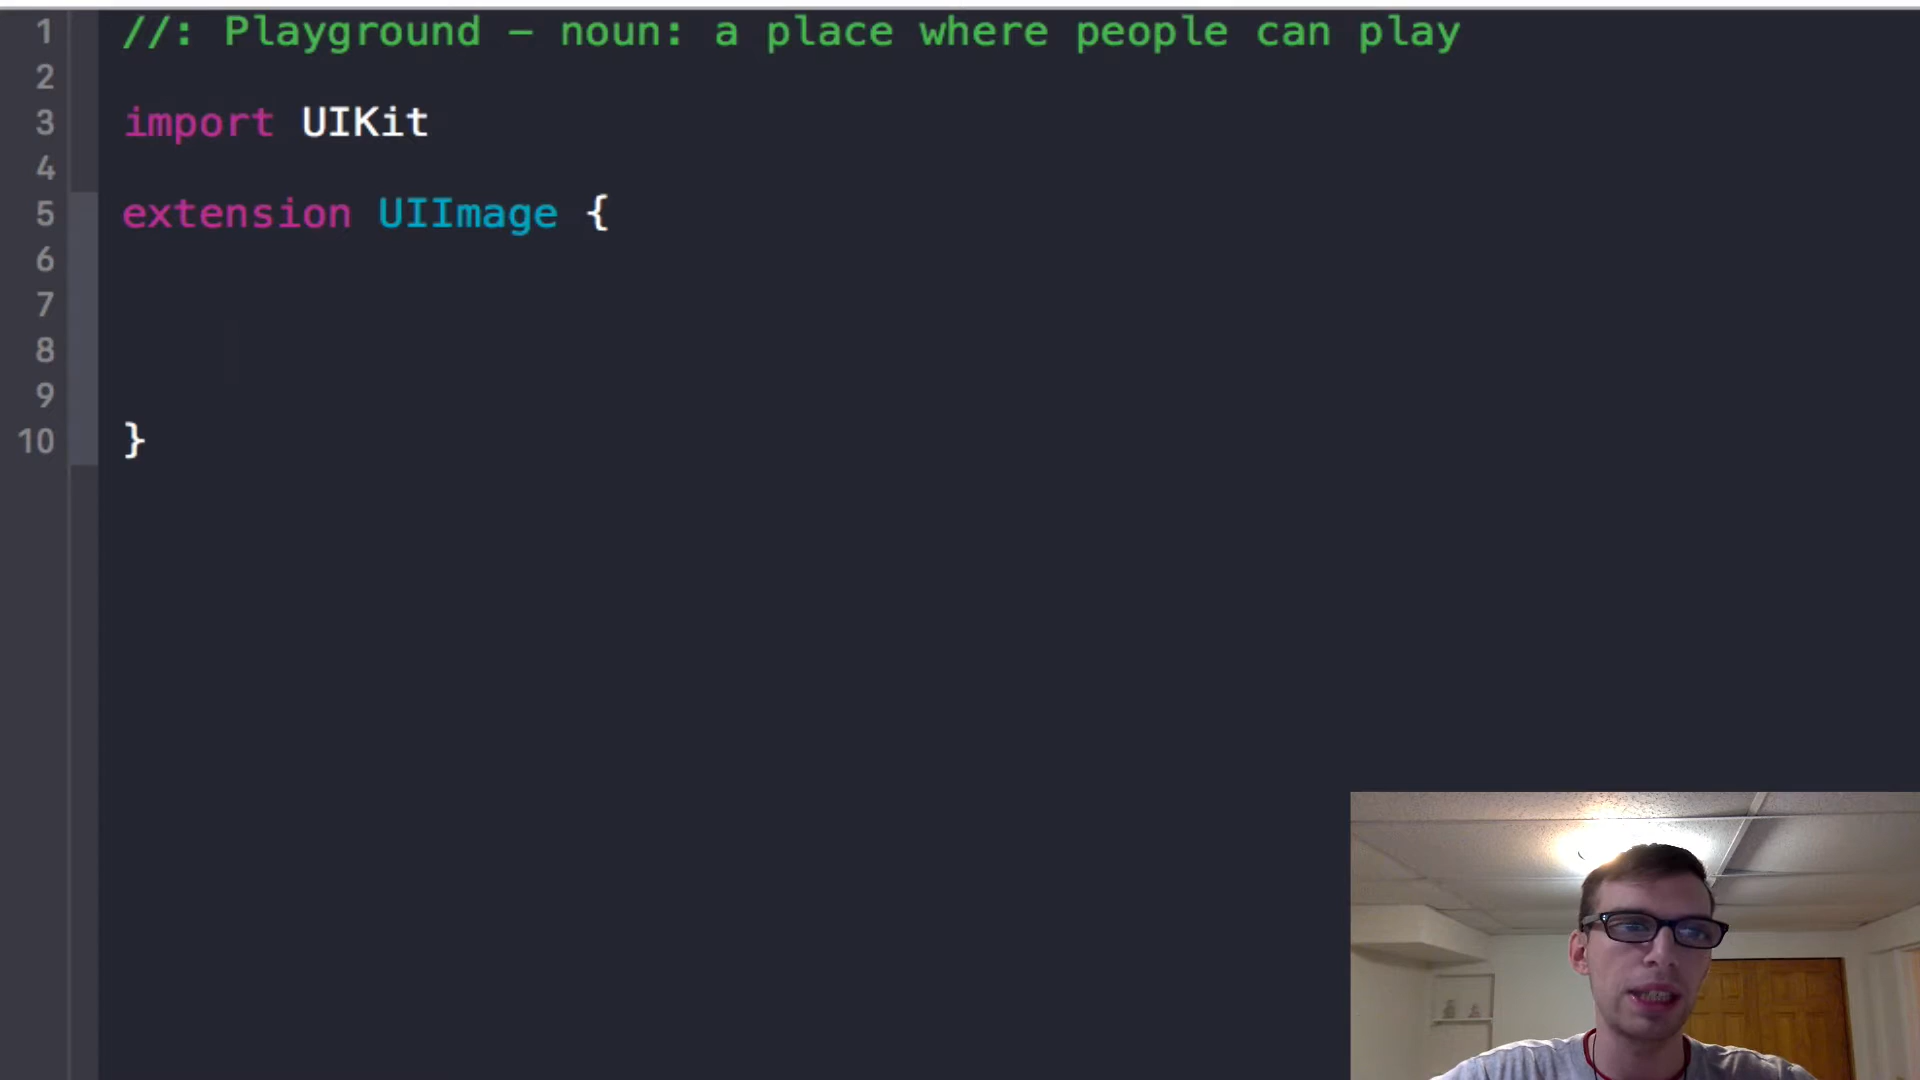 1 //: Playground – noun: a place where people can play
2
3 import UIKit
4
5 extension UIImage {
6
7
8
9
10 }